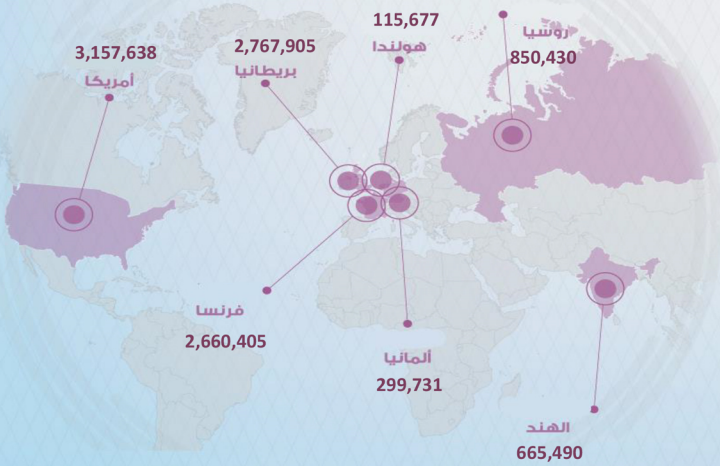 115,677
هولندا
روسيا
850,430
2,767,905
بريطانيا
3,157,638
أمريكا
فرنسا
2,660,405
ألمانيا
299,731
الهند
665,490